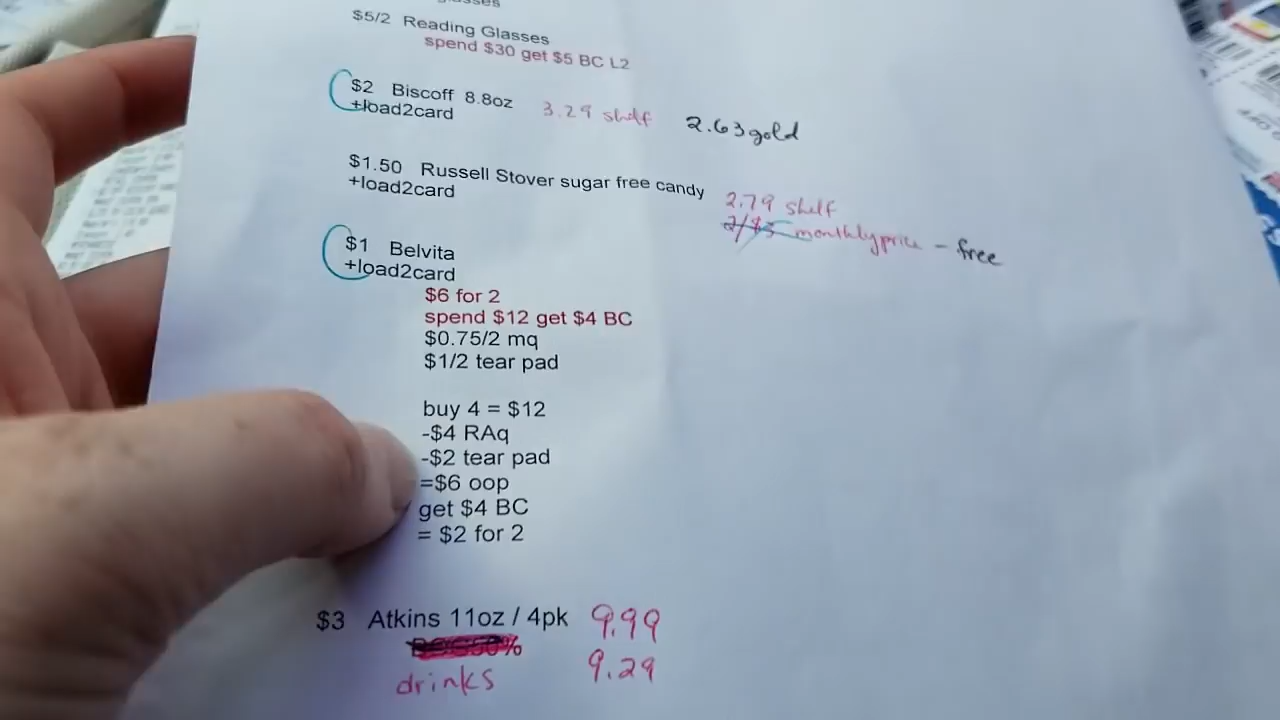 $5/2 Reading Glasses
spend $30 get $5 BC L2
$2 Biscoff 8.8oz 3.29 shelf 2.63 gold
+load2card
$1.50 Russell Stover sugar free candy 2.79 shelf
+load2card 2/$5 monthly price - free
$1 Belvita
+load2card
$6 for 2
spend $12 get $4 BC
$0.75/2 mq
$1/2 tear pad
buy 4 = $12
-$4 RAq
-$2 tear pad
=$6 oop
get $4 BC
= $2 for 2
$3 Atkins 11oz / 4pk 9.99
drinks 9.29